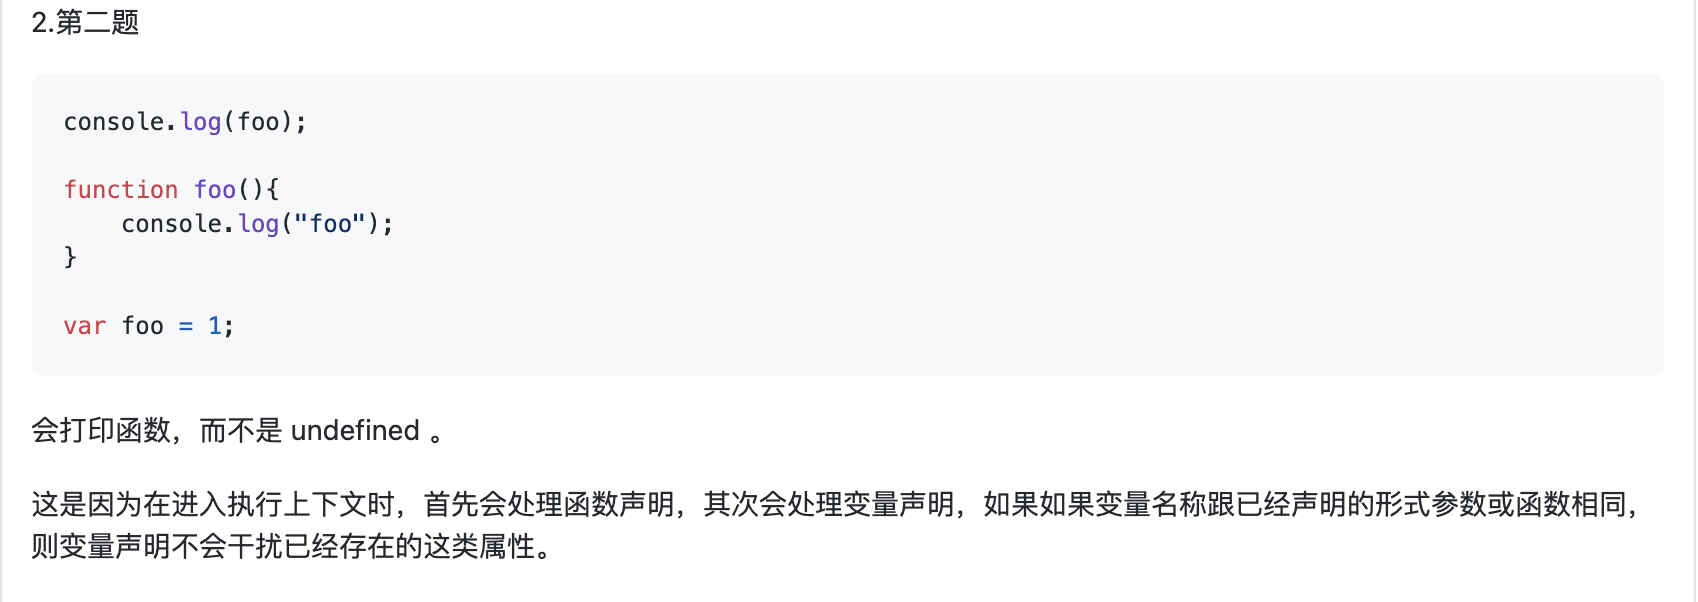 2.第二题
console.log(foo);
function foo(){
    console.log("foo");
}
var foo = 1;
会打印函数，而不是 undefined 。
这是因为在进入执行上下文时，首先会处理函数声明，其次会处理变量声明，如果如果变量名称跟已经声明的形式参数或函数相同，
则变量声明不会干扰已经存在的这类属性。